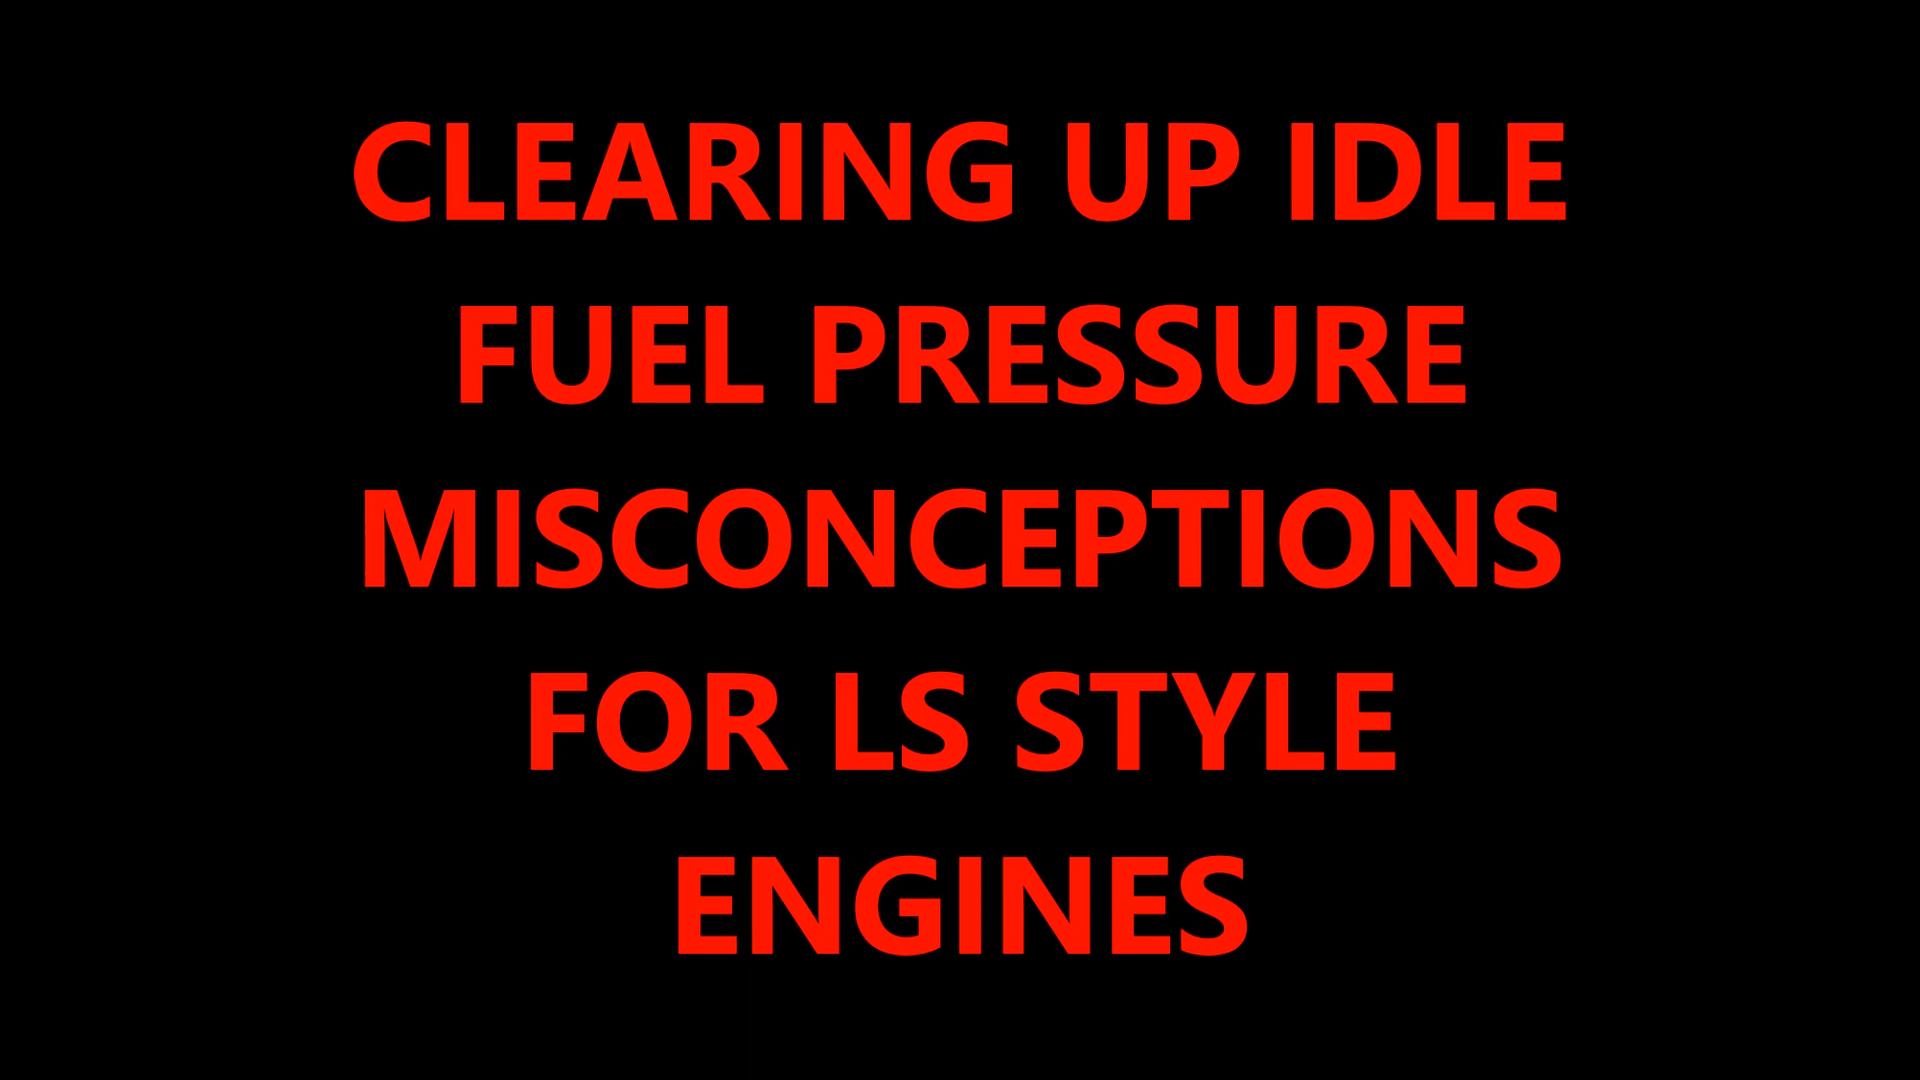 CLEARING UP IDLE
FUEL PRESSURE
MISCONCEPTIONS
FOR LS STYLE
ENGINES